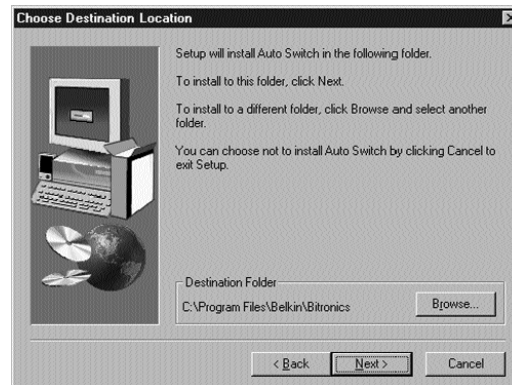 Choose Destination Location
Setup will install Auto Switch in the following folder.
To install to this folder, click Next.
To install to a different folder, click Browse and select another
folder.
You can choose not to install Auto Switch by clicking Cancel to
exit Setup.
Destination Folder
C:\Program Files\Belkin\Bitronics
Browse...
< Back
Next >
Cancel